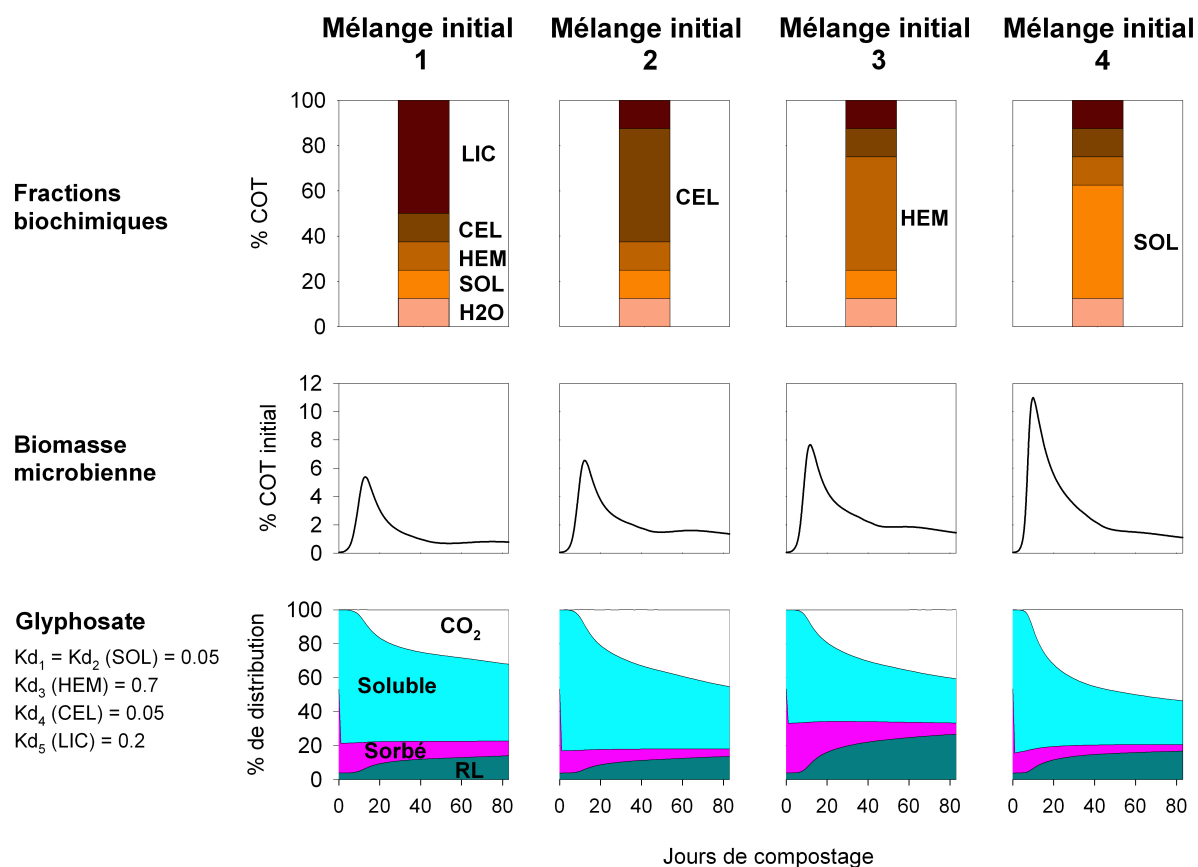 Mélange initial
1
Mélange initial
2
Mélange initial
3
Mélange initial
4
Fractions
biochimiques
% COT
100
80
60
40
20
0
LIC
CEL
HEM
SOL
H2O
CEL
HEM
SOL
Biomasse
microbienne
% COT initial
12
10
8
6
4
2
0
Glyphosate
Kd1 = Kd2 (SOL) = 0.05
Kd3 (HEM) = 0.7
Kd4 (CEL) = 0.05
Kd5 (LIC) = 0.2
% de distribution
100
80
60
40
20
0
CO2
Soluble
Sorbé
RL
0 20 40 60 80
0 20 40 60 80
0 20 40 60 80
0 20 40 60 80
Jours de compostage